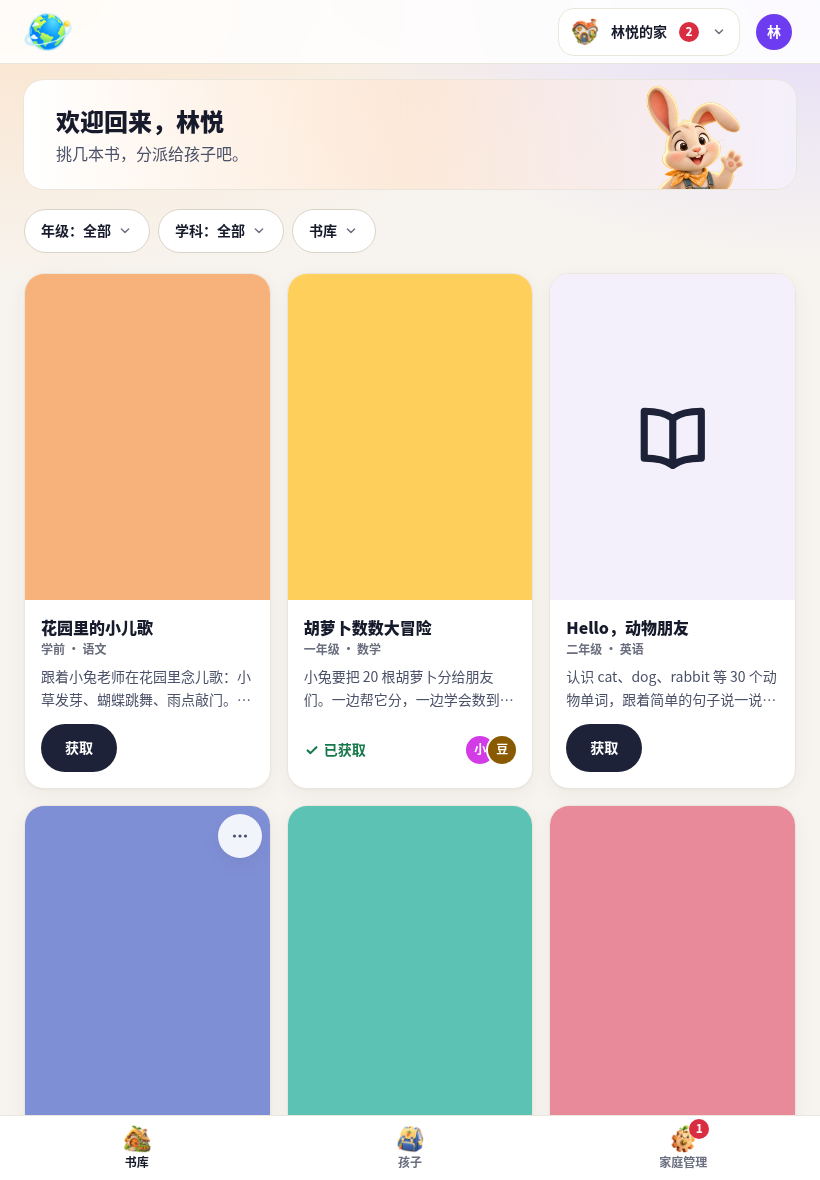 林悦的家 2
林
欢迎回来，林悦
挑几本书，分派给孩子吧。
年级：全部
学科：全部
书库
花园里的小儿歌
学前 · 语文
跟着小兔老师在花园里念儿歌：小
草发芽、蝴蝶跳舞、雨点敲门。…
获取
胡萝卜数数大冒险
一年级 · 数学
小兔要把 20 根胡萝卜分给朋友
们。一边帮它分，一边学会数到…
已获取
小 豆
Hello，动物朋友
二年级 · 英语
认识 cat、dog、rabbit 等 30 个动
物单词，跟着简单的句子说一说…
获取
书库
孩子
1
家庭管理